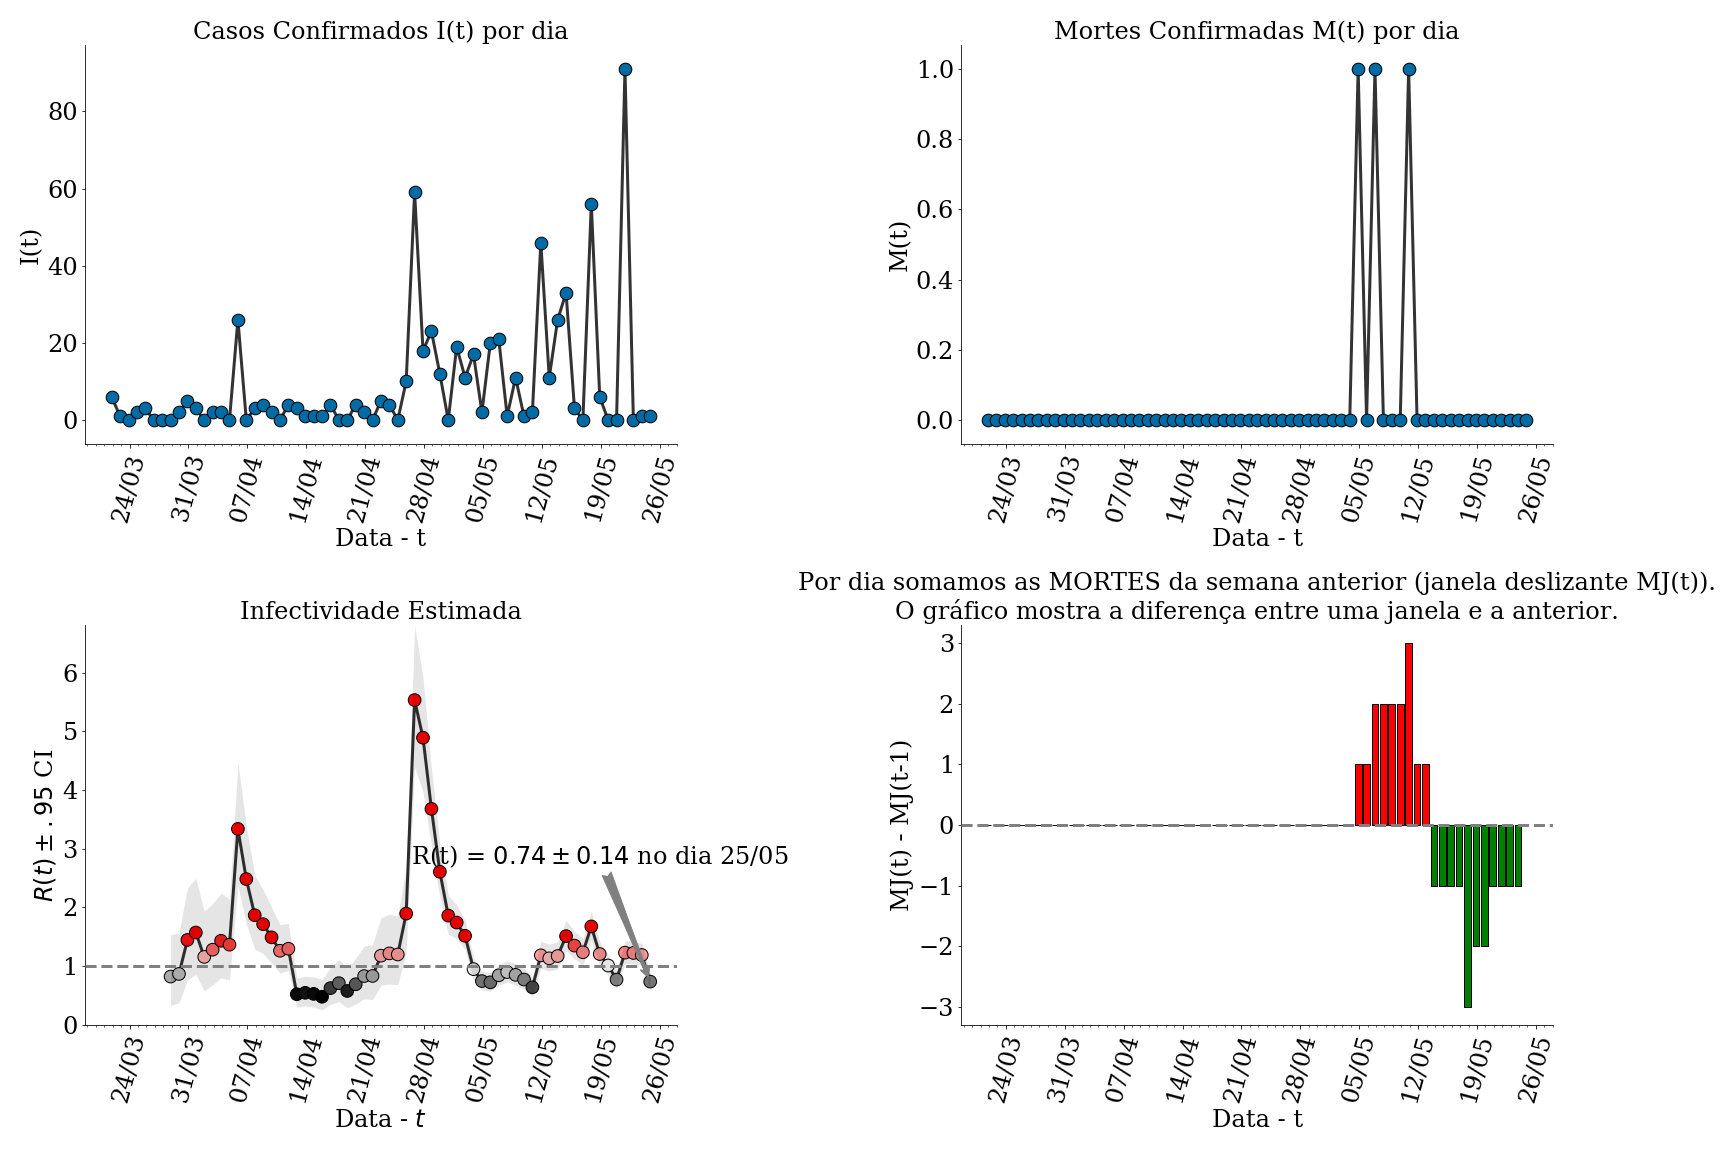 Casos Confirmados I(t) por dia
I(t)
80
60
40
20
0
24/03 31/03 07/04 14/04 21/04 28/04 05/05 12/05 19/05 26/05
Data - t
Mortes Confirmadas M(t) por dia
M(t)
1.0
0.8
0.6
0.4
0.2
0.0
24/03 31/03 07/04 14/04 21/04 28/04 05/05 12/05 19/05 26/05
Data - t
Infectividade Estimada
R(t) ± .95 CI
6
5
4
3
2
1
0
R(t) = 0.74 ± 0.14 no dia 25/05
24/03 31/03 07/04 14/04 21/04 28/04 05/05 12/05 19/05 26/05
Data - t
Por dia somamos as MORTES da semana anterior (janela deslizante MJ(t)).
O gráfico mostra a diferença entre uma janela e a anterior.
MJ(t) - MJ(t-1)
3
2
1
0
−1
−2
−3
24/03 31/03 07/04 14/04 21/04 28/04 05/05 12/05 19/05 26/05
Data - t